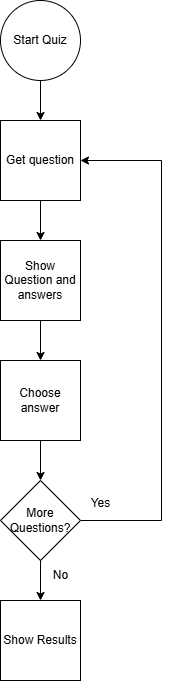 Start Quiz
Get question
Show
Question and
answers
Choose
answer
More
Questions?
Yes
No
Show Results